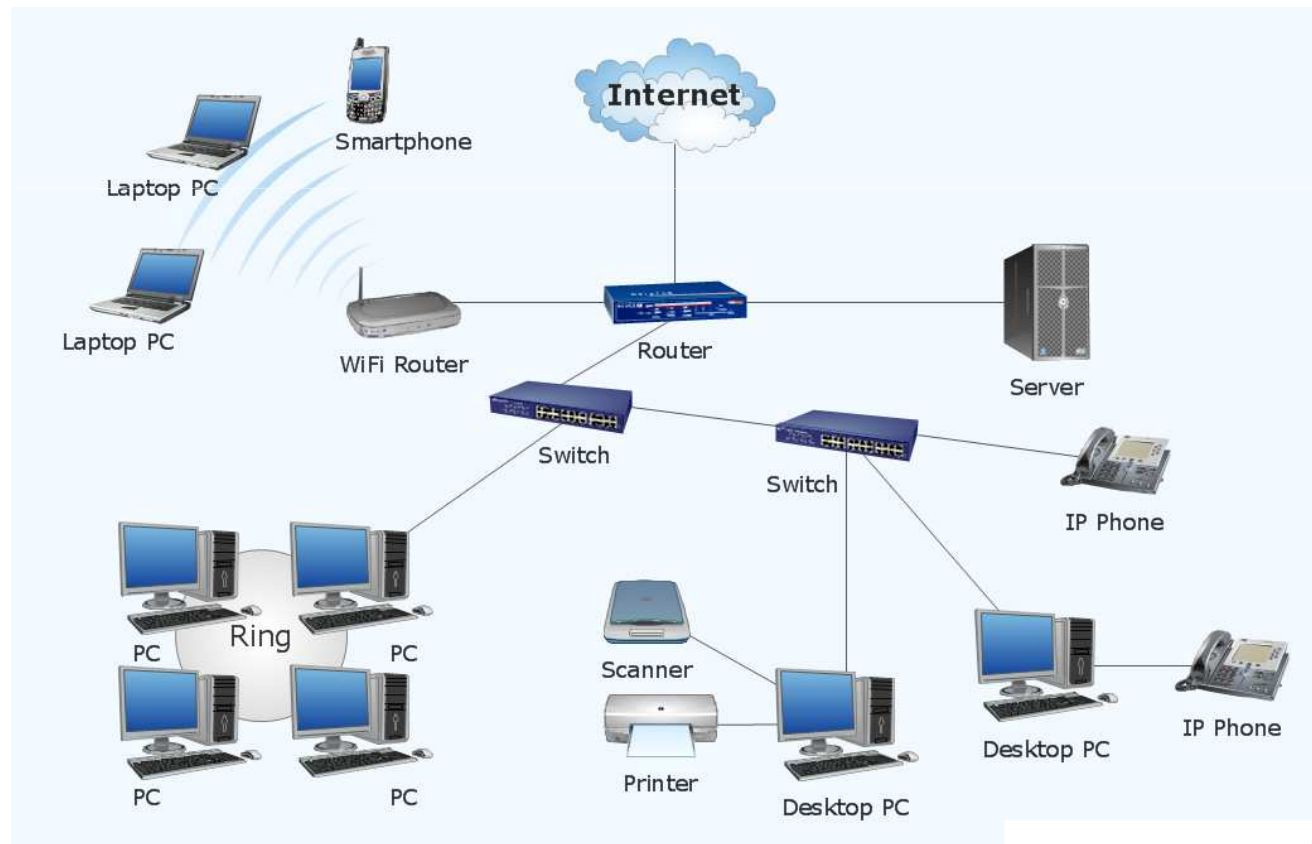 Internet
Smartphone
Laptop PC
Laptop PC
WiFi Router
Router
Server
Switch
Switch
IP Phone
Ring
PC
PC
PC
PC
Scanner
Printer
Desktop PC
Desktop PC
IP Phone